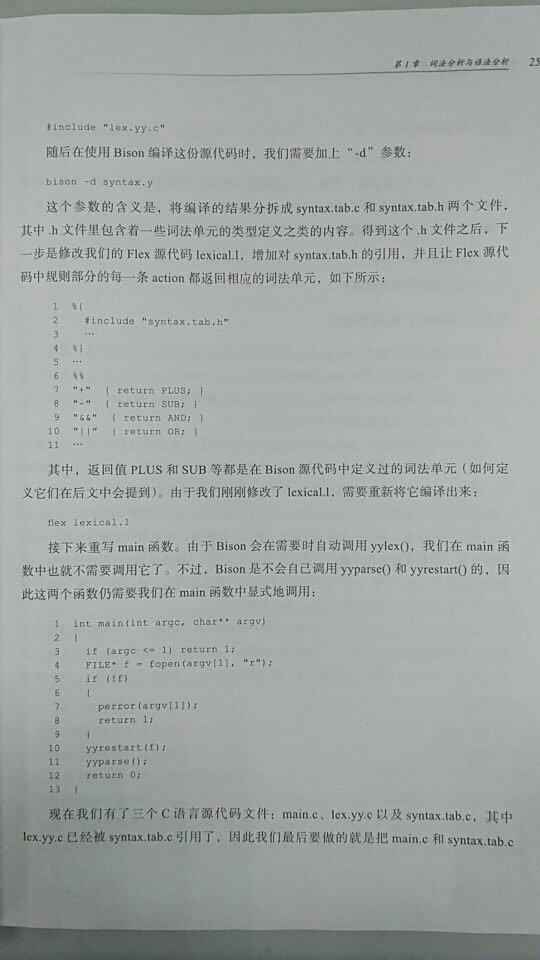 第1章 词法分析与语法分析 25
#include "lex.yy.c"
随后在使用 Bison 编译这份源代码时，我们需要加上“-d”参数：
bison -d syntax.y
这个参数的含义是，将编译的结果分拆成 syntax.tab.c 和 syntax.tab.h 两个文件，
其中 .h 文件里包含着一些词法单元的类型定义之类的内容。得到这个 .h 文件之后，下
一步是修改我们的 Flex 源代码 lexical.l，增加对 syntax.tab.h 的引用，并且让 Flex 源代
码中规则部分的每一条 action 都返回相应的词法单元，如下所示：
1 %{
2 #include "syntax.tab.h"
3 …
4 %}
5 …
6 %%
7 "+" { return PLUS; }
8 "-" { return SUB; }
9 "&&" { return AND; }
10 "||" { return OR; }
11 …
其中，返回值 PLUS 和 SUB 等都是在 Bison 源代码中定义过的词法单元（如何定
义它们在后文中会提到）。由于我们刚刚修改了 lexical.l，需要重新将它编译出来：
flex lexical.l
接下来重写 main 函数。由于 Bison 会在需要时自动调用 yylex()，我们在 main 函
数中也就不需要调用它了。不过，Bison 是不会自己调用 yyparse() 和 yyrestart() 的，因
此这两个函数仍需要我们在 main 函数中显式地调用：
1 int main(int argc, char** argv)
2 {
3 if (argc <= 1) return 1;
4 FILE* f = fopen(argv[1], "r");
5 if (!f)
6 {
7 perror(argv[1]);
8 return 1;
9 }
10 yyrestart(f);
11 yyparse();
12 return 0;
13 }
现在我们有了三个 C 语言源代码文件：main.c、lex.yy.c 以及 syntax.tab.c，其中
lex.yy.c 已经被 syntax.tab.c 引用了，因此我们最后要做的就是把 main.c 和 syntax.tab.c